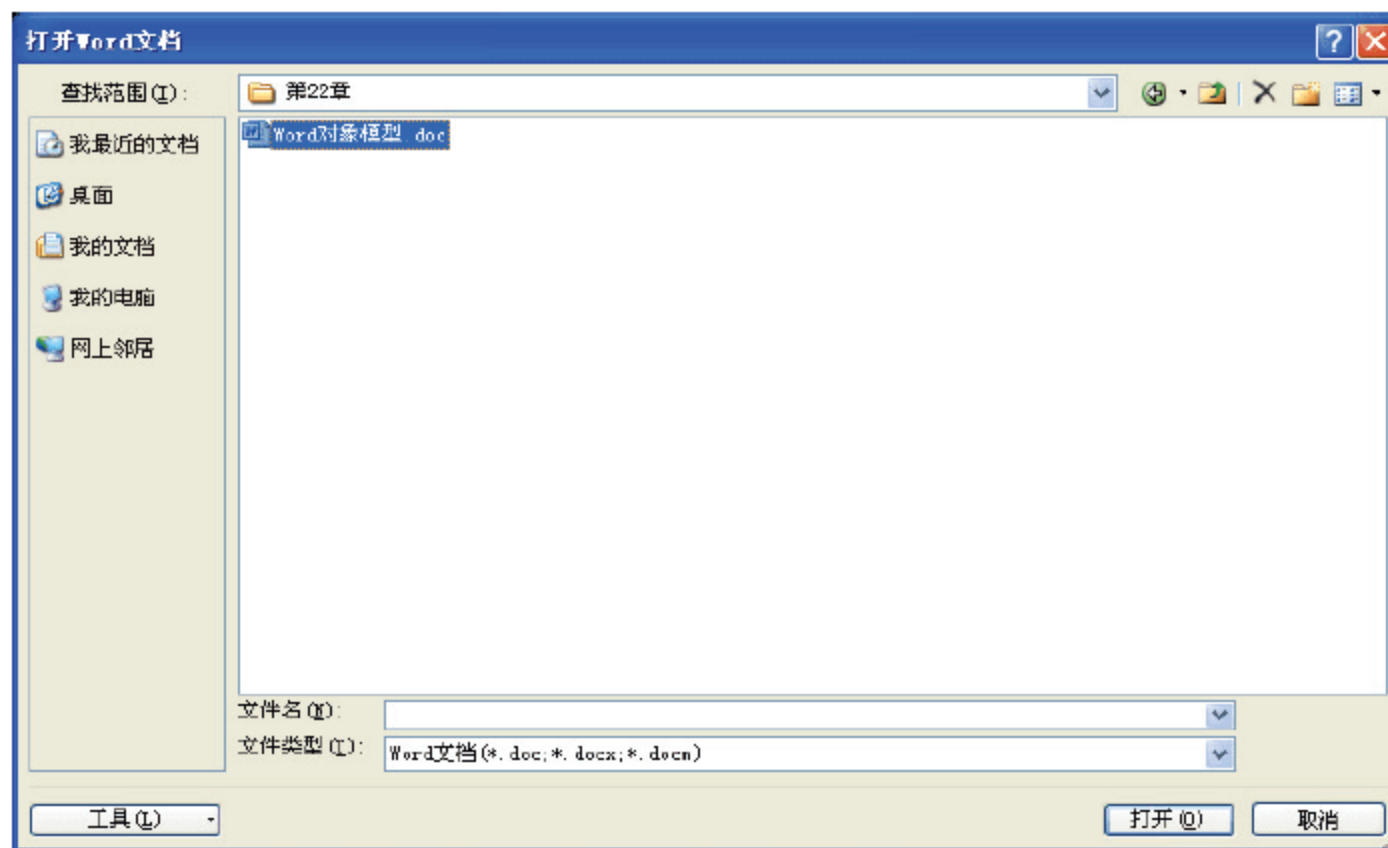 打开Word文档
查找范围(I):
第22章
我最近的文档
桌面
我的文档
我的电脑
网上邻居
Word对象模型.doc
文件名(N):
文件类型(T):
Word文档(*.doc;*.docx;*.docm)
工具(L)
打开(O)
取消